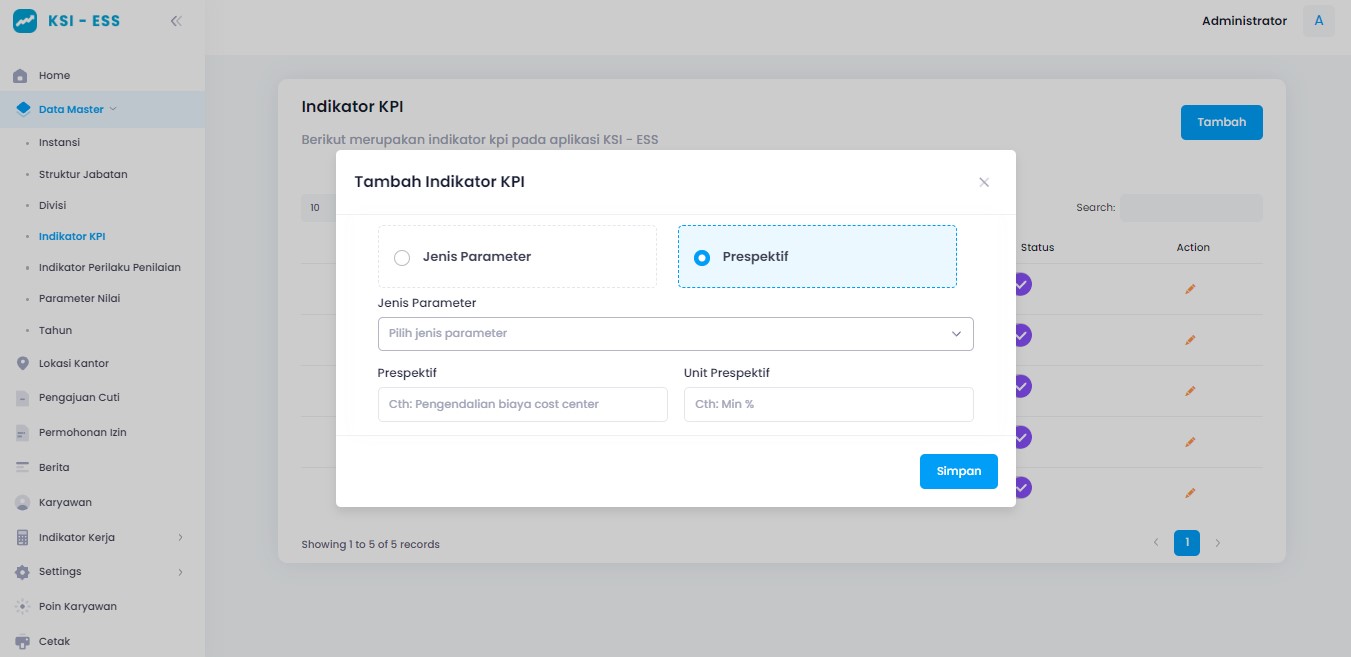 KSI - ESS
Administrator
A
Home
Data Master
Instansi
Struktur Jabatan
Divisi
Indikator KPI
Indikator Perilaku Penilaian
Parameter Nilai
Tahun
Lokasi Kantor
Pengajuan Cuti
Permohonan Izin
Berita
Karyawan
Indikator Kerja
Settings
Poin Karyawan
Cetak
Indikator KPI
Berikut merupakan indikator kpi pada aplikasi KSI - ESS
Tambah
10
Search:
Status
Action
Tambah Indikator KPI
Jenis Parameter
Prespektif
Jenis Parameter
Pilih jenis parameter
Prespektif
Unit Prespektif
Cth: Pengendalian biaya cost center
Cth: Min %
Simpan
Showing 1 to 5 of 5 records
1